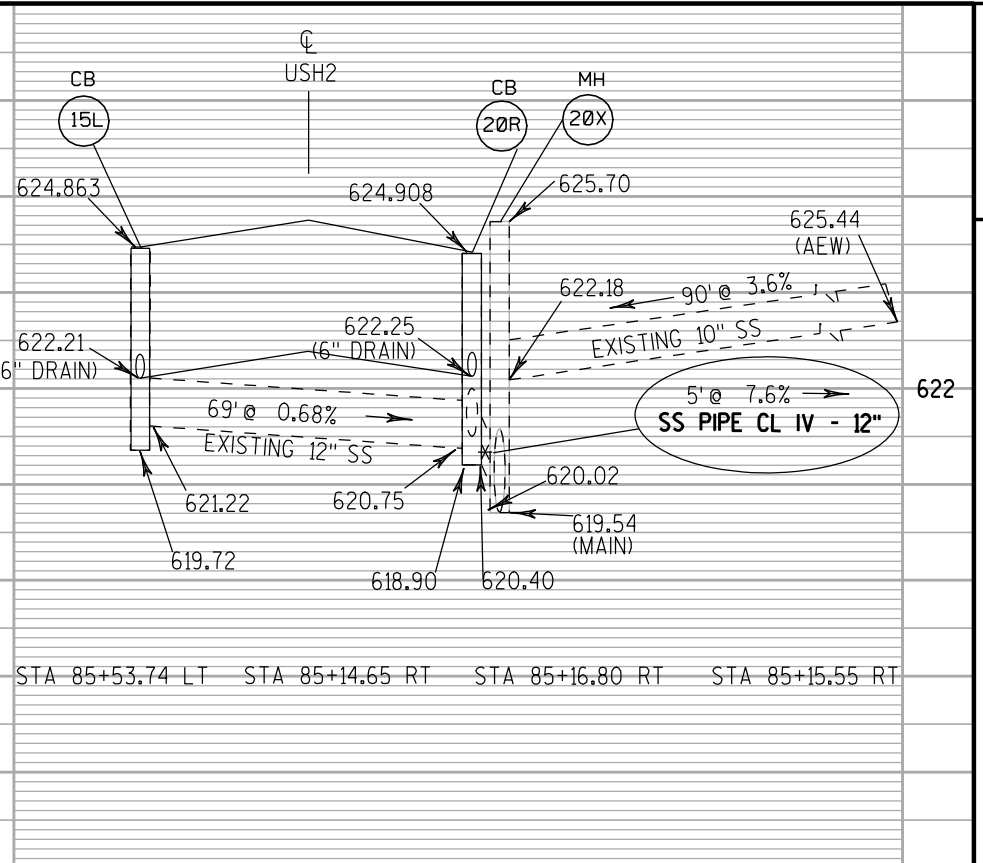 ℄
USH2
CB
15L
CB
20R
MH
20X
624.863
624.908
625.70
625.44
(AEW)
622.18
90' @ 3.6%
EXISTING 10" SS
622.21
6" DRAIN)
622.25
(6" DRAIN)
69' @ 0.68%
EXISTING 12" SS
5' @ 7.6%
SS PIPE CL IV - 12"
622
621.22
620.75
620.02
619.54
(MAIN)
619.72
618.90
620.40
STA 85+53.74 LT
STA 85+14.65 RT
STA 85+16.80 RT
STA 85+15.55 RT